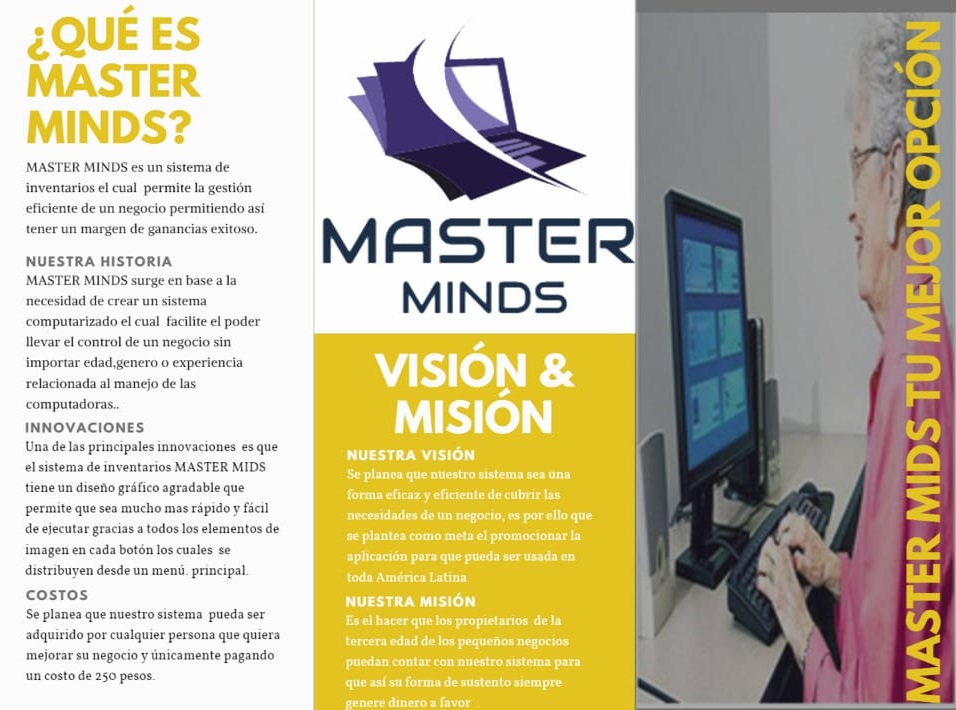 ¿QUÉ ES
MASTER
MINDS?
MASTER MINDS es un sistema de
inventarios el cual permite la gestión
eficiente de un negocio permitiendo así
tener un margen de ganancias exitoso.
NUESTRA HISTORIA
MASTER MINDS surge en base a la
necesidad de crear un sistema
computarizado el cual facilite el poder
llevar el control de un negocio sin
importar edad,genero o experiencia
relacionada al manejo de las
computadoras..
INNOVACIONES
Una de las principales innovaciones es que
el sistema de inventarios MASTER MIDS
tiene un diseño gráfico agradable que
permite que sea mucho mas rápido y fácil
de ejecutar gracias a todos los elementos de
imagen en cada botón los cuales se
distribuyen desde un menú. principal.
COSTOS
Se planea que nuestro sistema pueda ser
adquirido por cualquier persona que quiera
mejorar su negocio y únicamente pagando
un costo de 250 pesos.
MASTER
MINDS
VISIÓN &
MISIÓN
NUESTRA VISIÓN
Se planea que nuestro sistema sea una
forma eficaz y eficiente de cubrir las
necesidades de un negocio, es por ello que
se plantea como meta el promocionar la
aplicación para que pueda ser usada en
toda América Latina
NUESTRA MISIÓN
Es el hacer que los propietarios de la
tercera edad de los pequeños negocios
puedan contar con nuestro sistema para
que así su forma de sustento siempre
genere dinero a favor .
MASTER MIDS TU MEJOR OPCIÓN